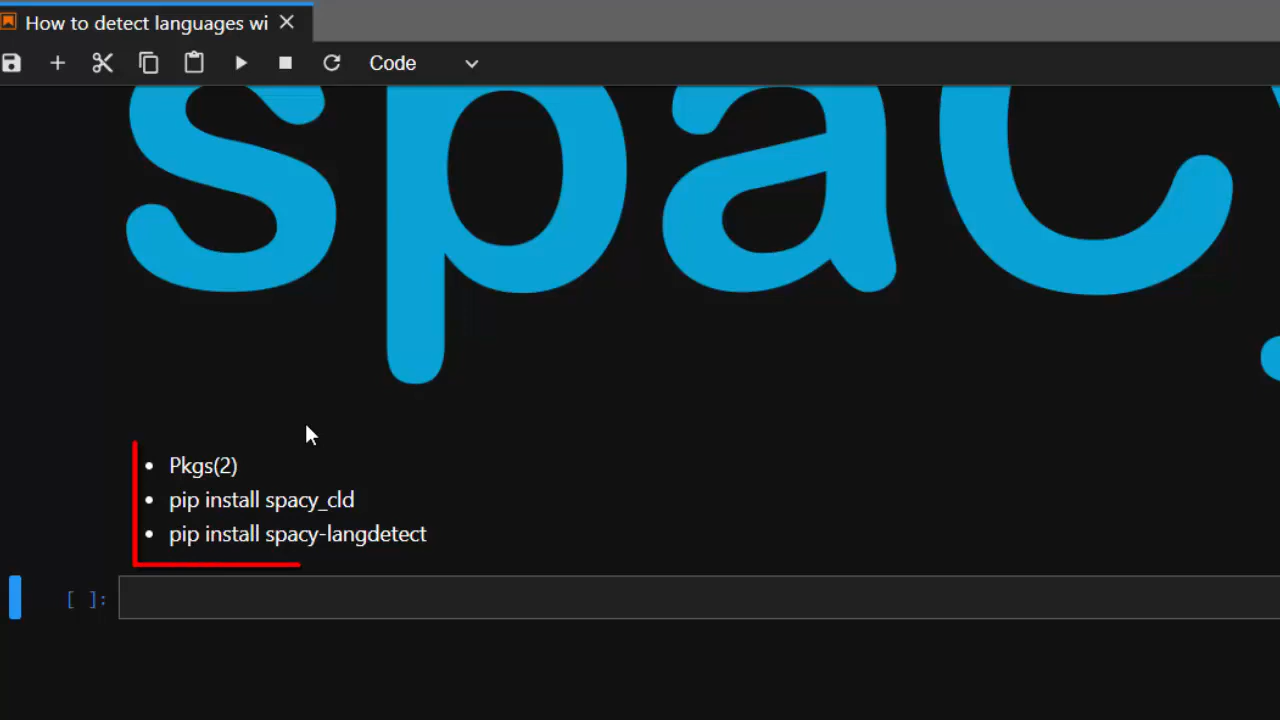 How to detect languages wi
Code
spac
Pkgs(2)
pip install spacy_cld
pip install spacy-langdetect
[ ]: